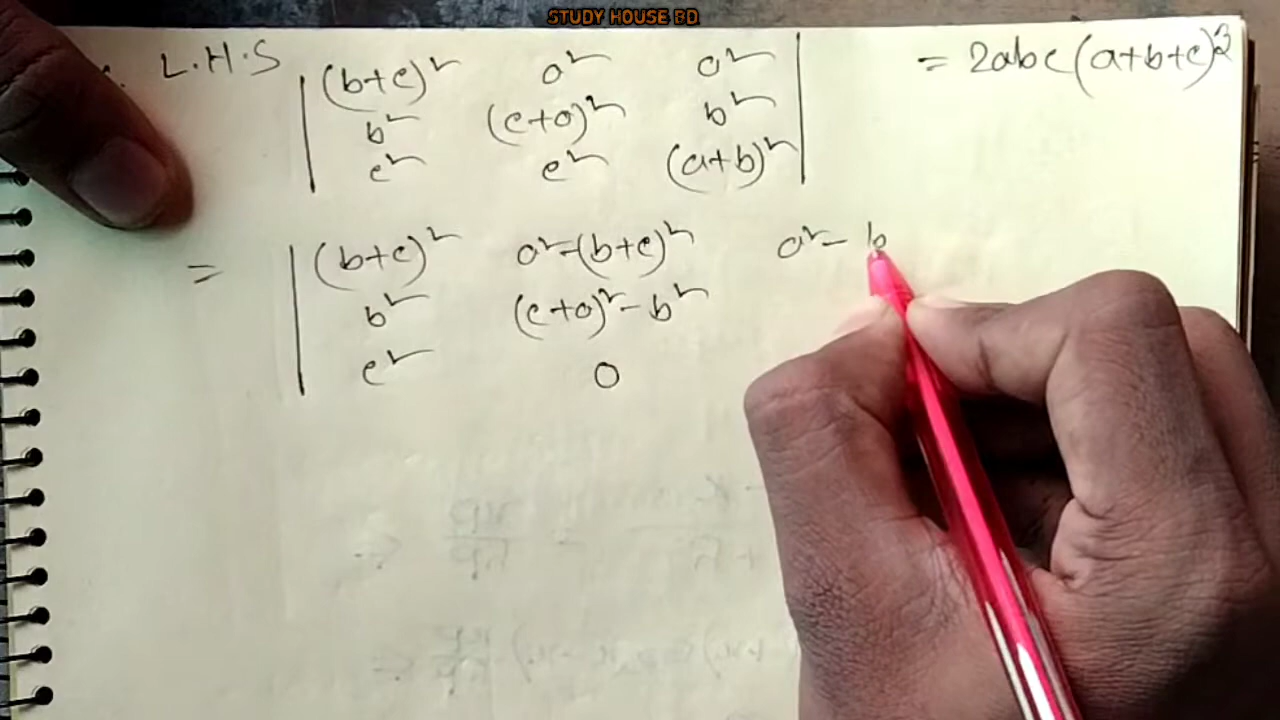 STUDY HOUSE BD
L.H.S | (b+c)² a² a² | = 2abc(a+b+c)³
b² (c+a)² b²
c² c² (a+b)²
= | (b+c)² a²-(b+c)² a²- b
b² (c+a)²-b²
c² 0